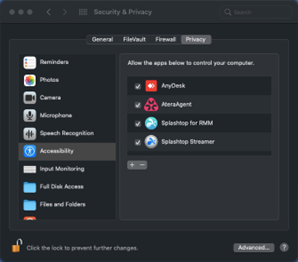 Security & Privacy
Search
General
FileVault
Firewall
Privacy
Reminders
Photos
Camera
Microphone
Speech Recognition
Accessibility
Input Monitoring
Full Disk Access
Files and Folders
Allow the apps below to control your computer.
AnyDesk
AteraAgent
Splashtop for RMM
Splashtop Streamer
+ −
Click the lock to prevent further changes.
Advanced...
?